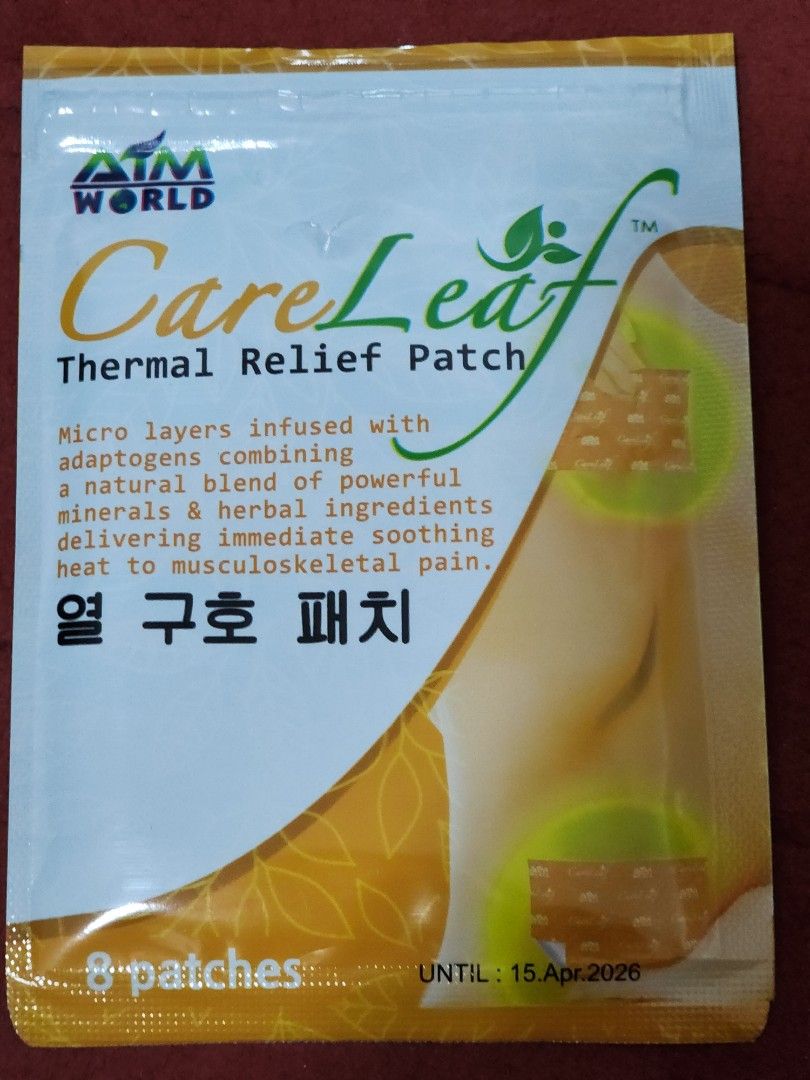 AIM
WORLD
CareLeaf™
Thermal Relief Patch
Micro layers infused with
adaptogens combining
a natural blend of powerful
minerals & herbal ingredients
delivering immediate soothing
heat to musculoskeletal pain.
열 구호 패치
8 patches
UNTIL : 15.Apr.2026